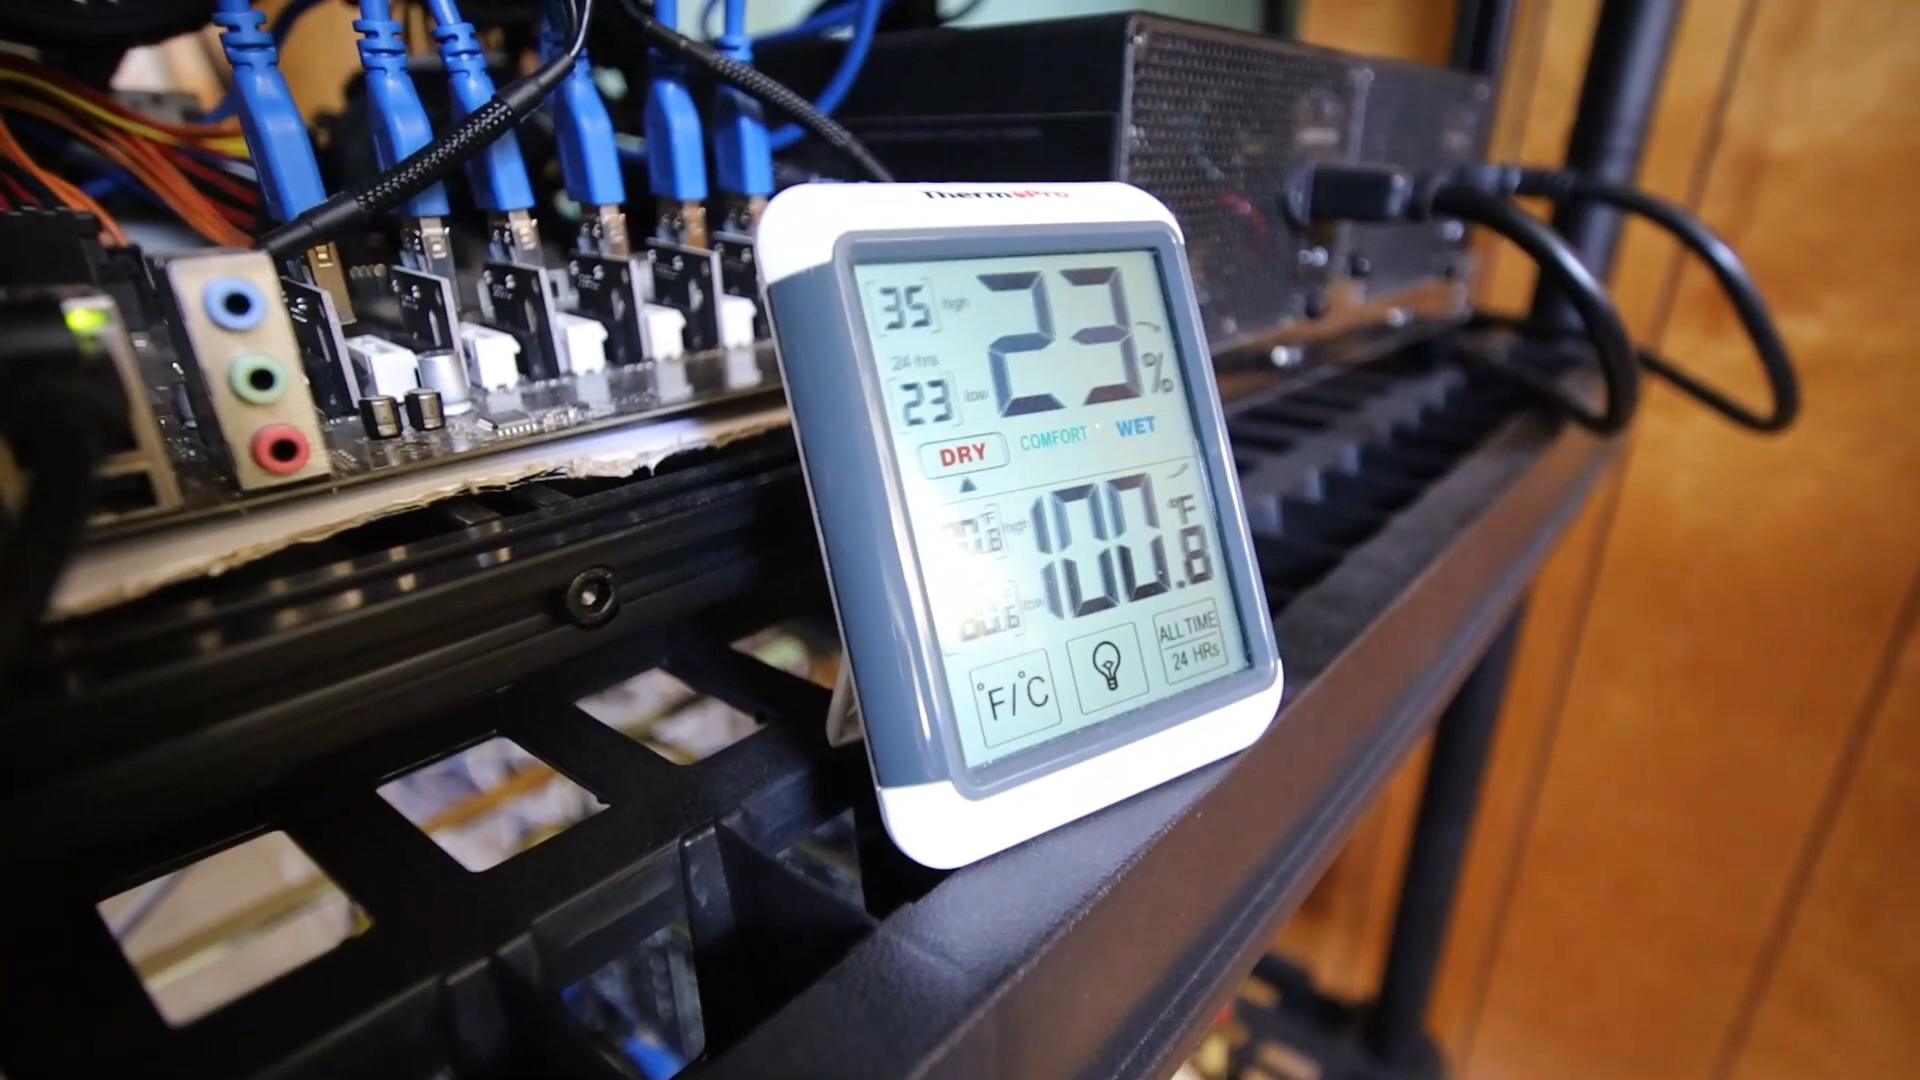 ThermoPro
35 high
23 %
24 hrs
23 low
DRY COMFORT WET
100.8 °F
high
low
°F/°C
ALL TIME
24 HRs